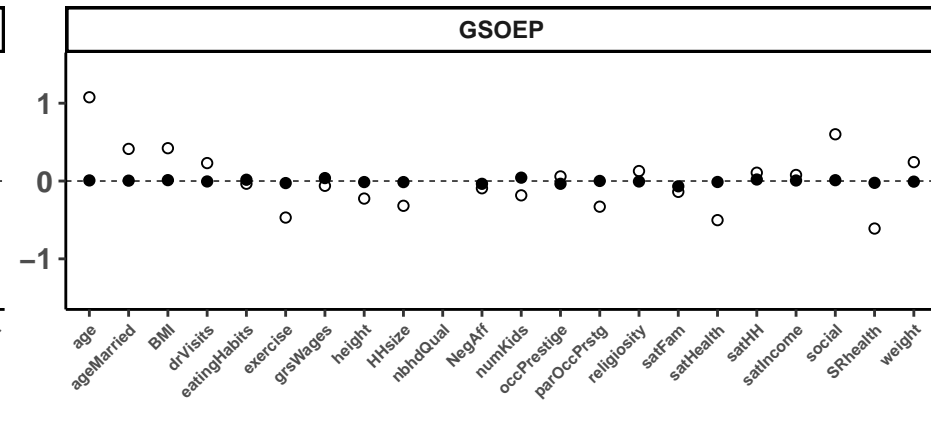 GSOEP
1
0
−1
age
ageMarried
BMI
drVisits
eatingHabits
exercise
grsWages
height
HHsize
nbhdQual
NegAff
numKids
occPrestige
parOccPrstg
religiosity
satFam
satHealth
satHH
satIncome
social
SRhealth
weight